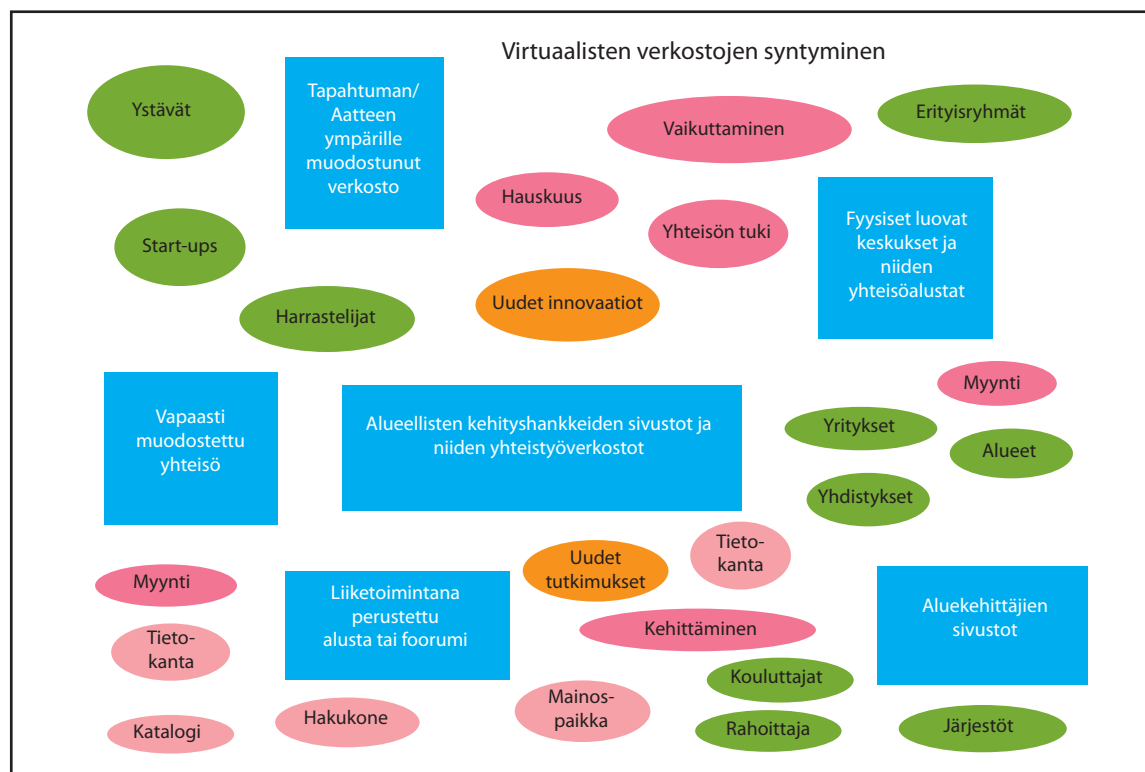 Virtuaalisten verkostojen syntyminen
Ystävät
Tapahtuman/
Aatteen
ympärille
muodostunut
verkosto
Vaikuttaminen
Erityisryhmät
Hauskuus
Yhteisön tuki
Fyysiset luovat
keskukset ja
niiden
yhteisöalustat
Start-ups
Harrastelijat
Uudet innovaatiot
Vapaasti
muodostettu
yhteisö
Alueellisten kehityshankkeiden sivustot ja
niiden yhteistyöverkostot
Myynti
Yritykset
Alueet
Yhdistykset
Myynti
Tieto-
kanta
Katalogi
Liiketoimintana
perustettu
alusta tai foorumi
Hakukone
Uudet
tutkimukset
Tieto-
kanta
Kehittäminen
Mainos-
paikka
Kouluttajat
Rahoittaja
Aluekehittäjien
sivustot
Järjestöt